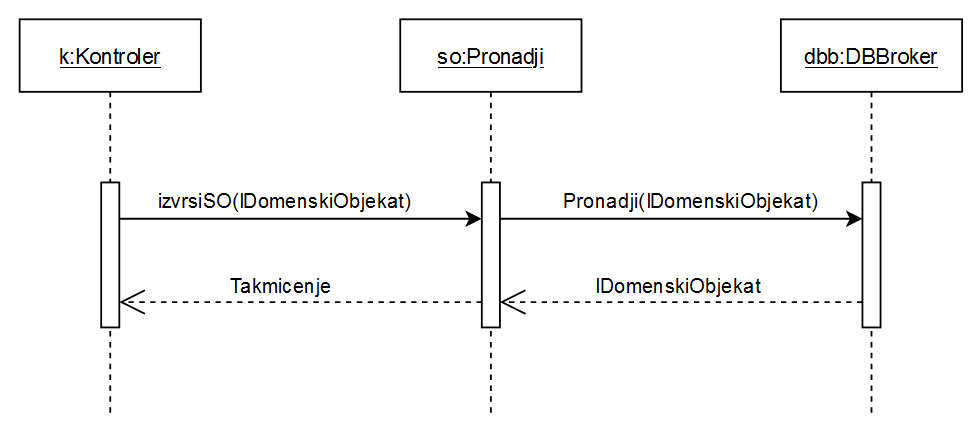 k:Kontroler
so:Pronadji
dbb:DBBroker
izvrsiSO(IDomenskiObjekat)
Pronadji(IDomenskiObjekat)
Takmicenje
IDomenskiObjekat